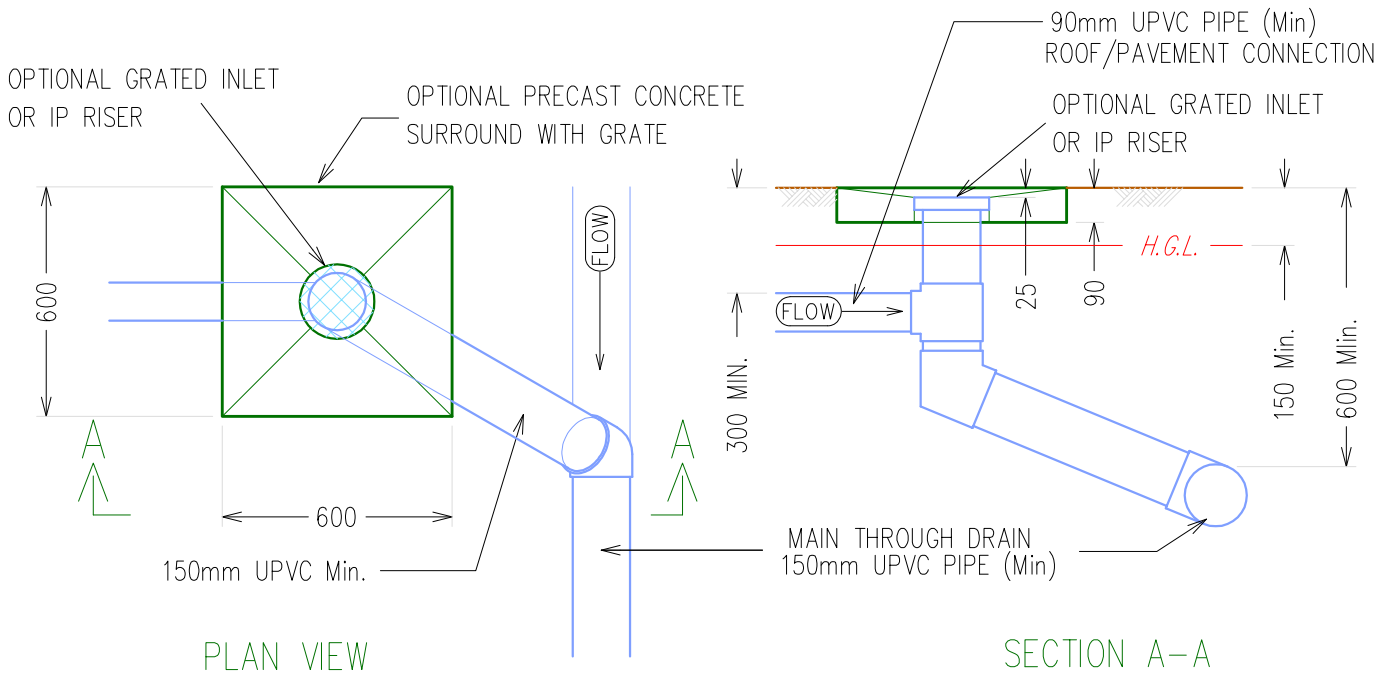 OPTIONAL GRATED INLET
OR IP RISER
OPTIONAL PRECAST CONCRETE
SURROUND WITH GRATE
600
FLOW
A
A
600
150mm UPVC Min.
PLAN VIEW
90mm UPVC PIPE (Min)
ROOF/PAVEMENT CONNECTION
OPTIONAL GRATED INLET
OR IP RISER
H.G.L.
FLOW
25
90
300 MIN.
150 Min.
600 MIin.
MAIN THROUGH DRAIN
150mm UPVC PIPE (Min)
SECTION A-A